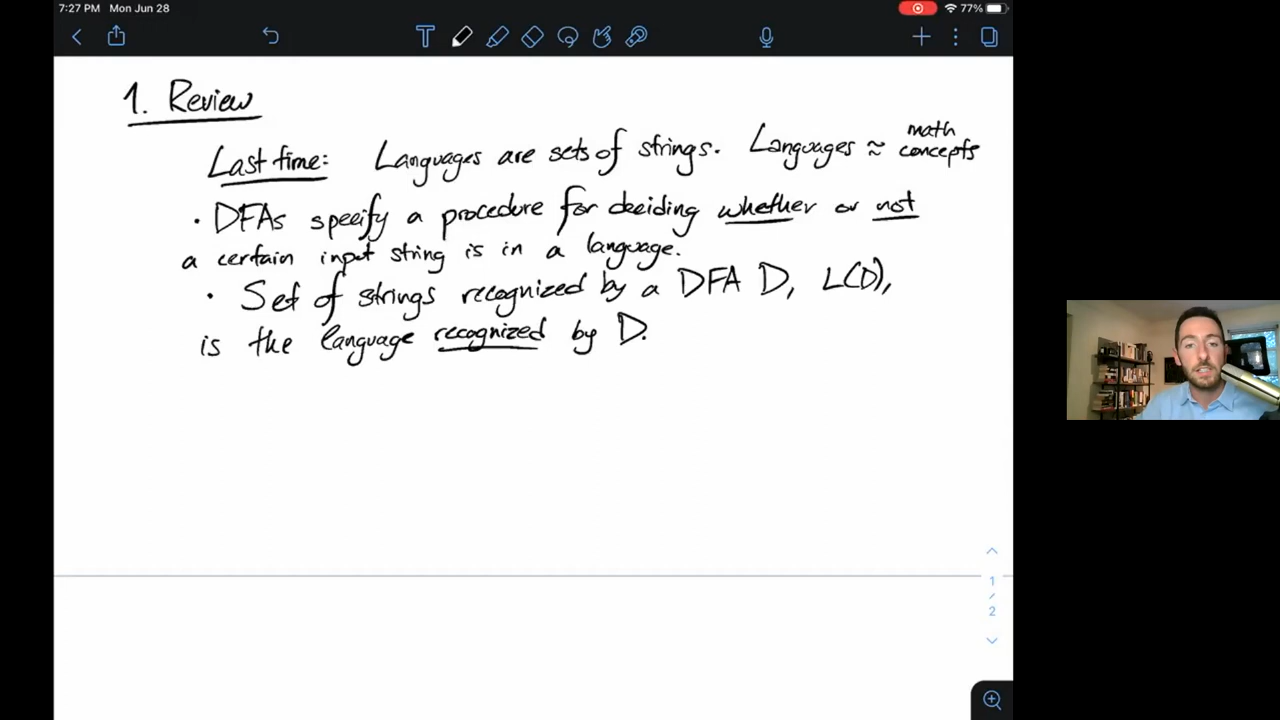 7:27 PM Mon Jun 28
77%
T
1. Review
Last time: Languages are sets of strings. Languages ≈ math concepts
• DFAs specify a procedure for deciding whether or not
a certain input string is in a language.
• Set of strings recognized by a DFA D, L(D),
is the language recognized by D.
1
/
2